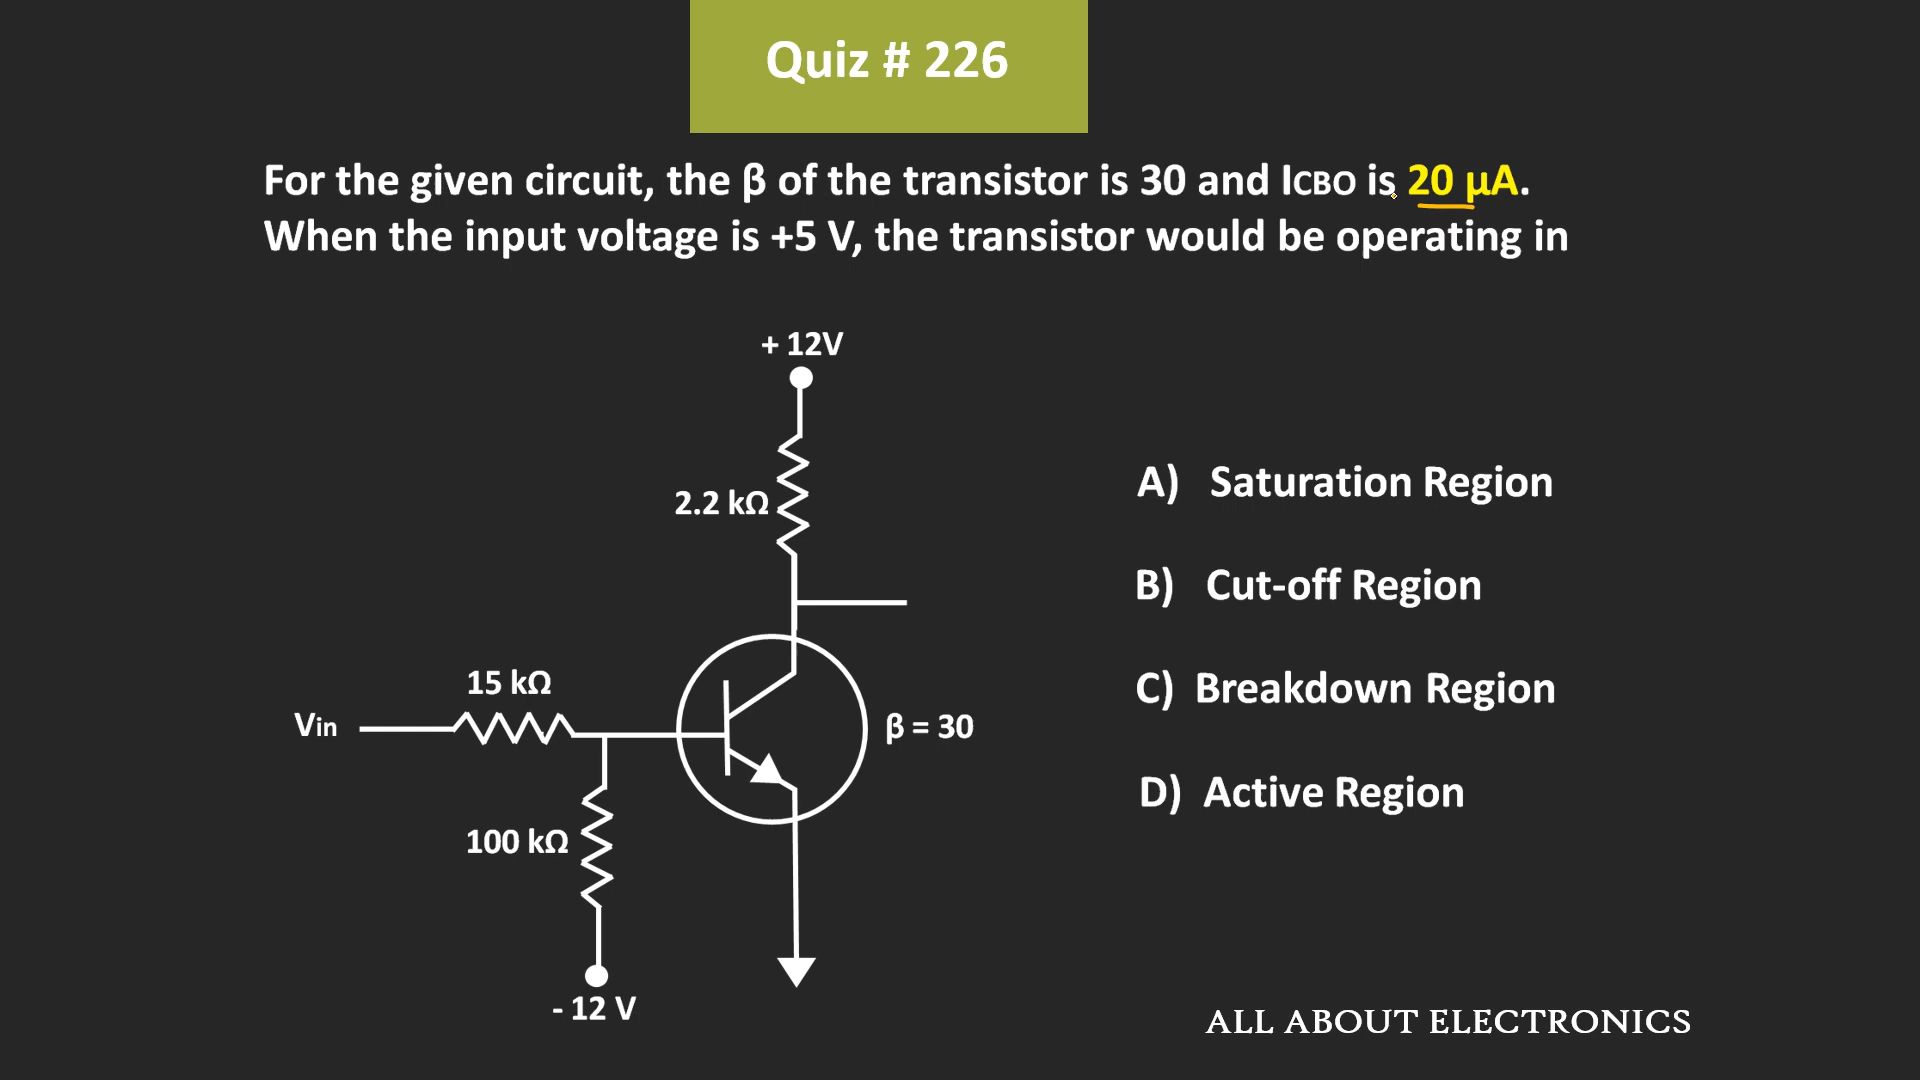 Quiz # 226
For the given circuit, the β of the transistor is 30 and ICBO is 20 μA.
When the input voltage is +5 V, the transistor would be operating in
+ 12V
2.2 kΩ
A) Saturation Region
B) Cut-off Region
15 kΩ
Vin
β = 30
C) Breakdown Region
100 kΩ
D) Active Region
- 12 V
ALL ABOUT ELECTRONICS